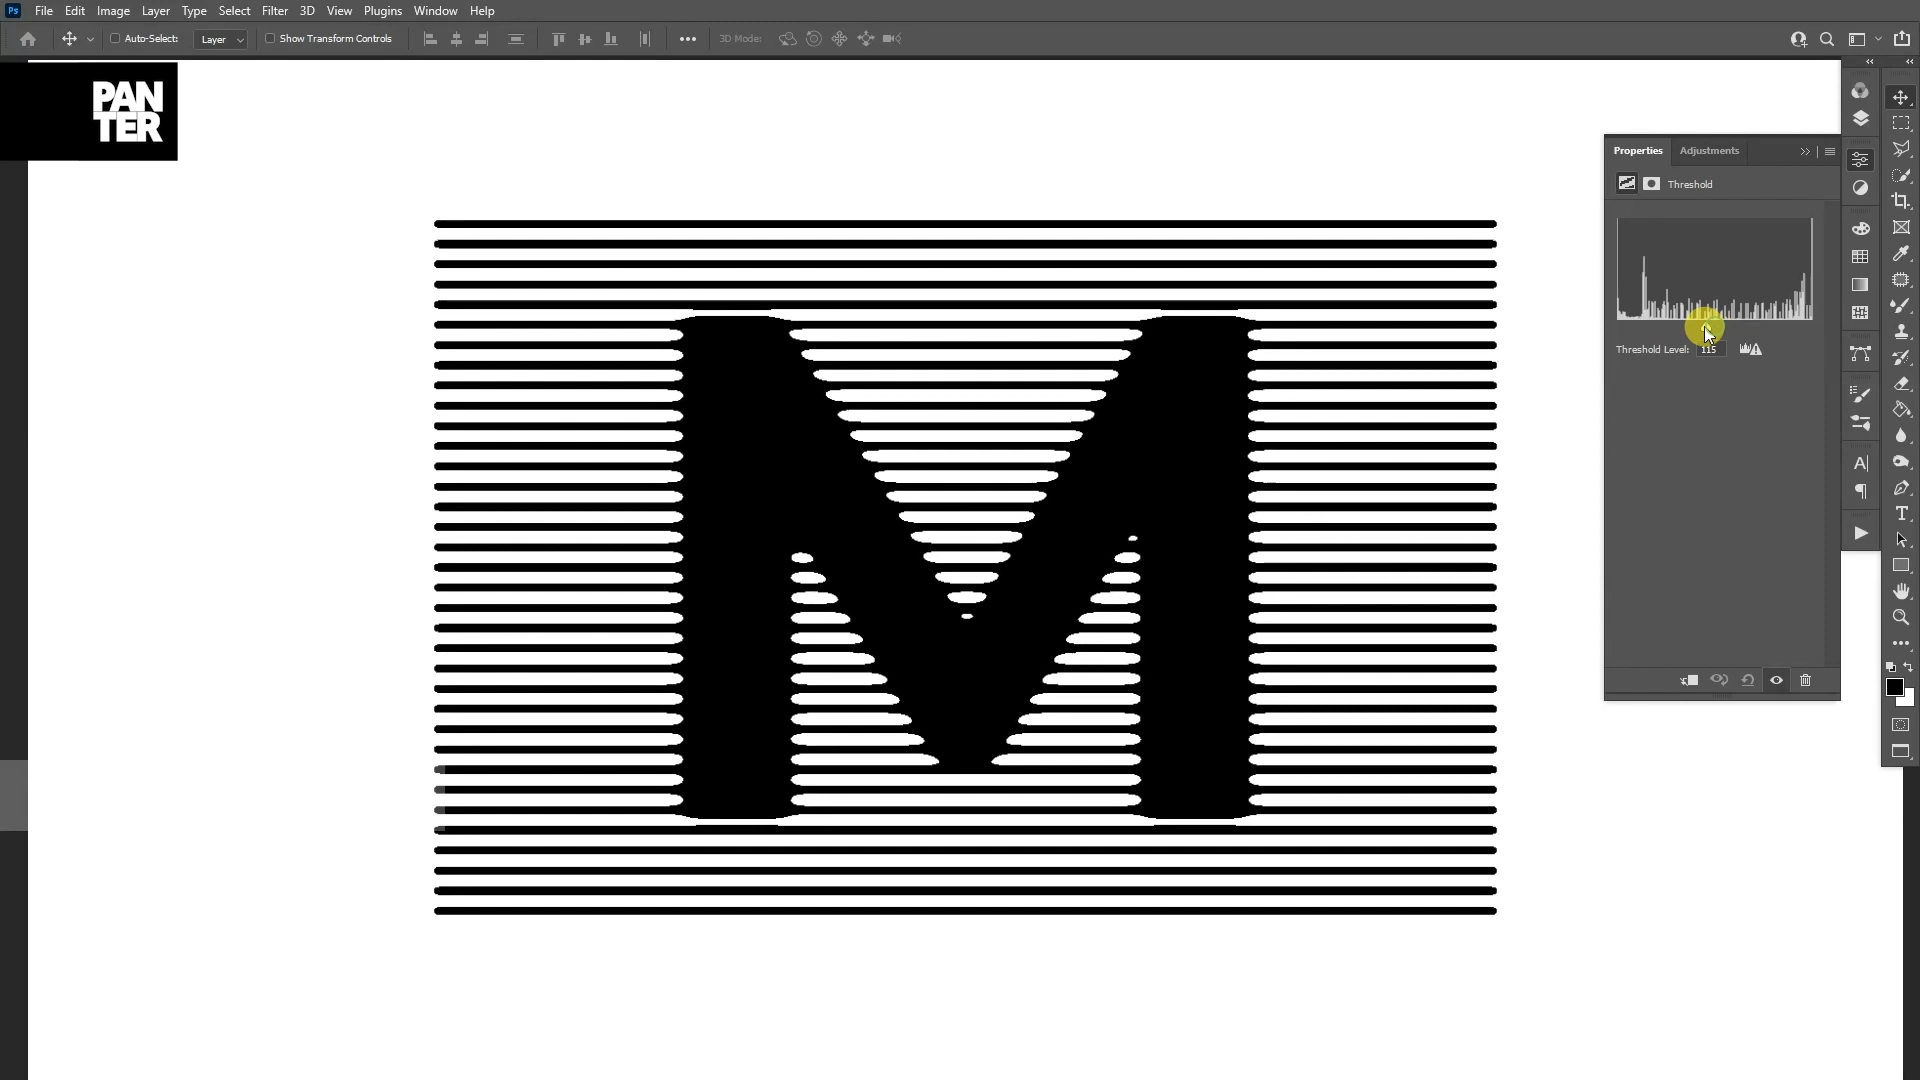 Ps File Edit Image Layer Type Select Filter 3D View Plugins Window Help
Auto-Select: Layer Show Transform Controls 3D Mode:
PAN
TER
Properties Adjustments
Threshold
Threshold Level: 115
M